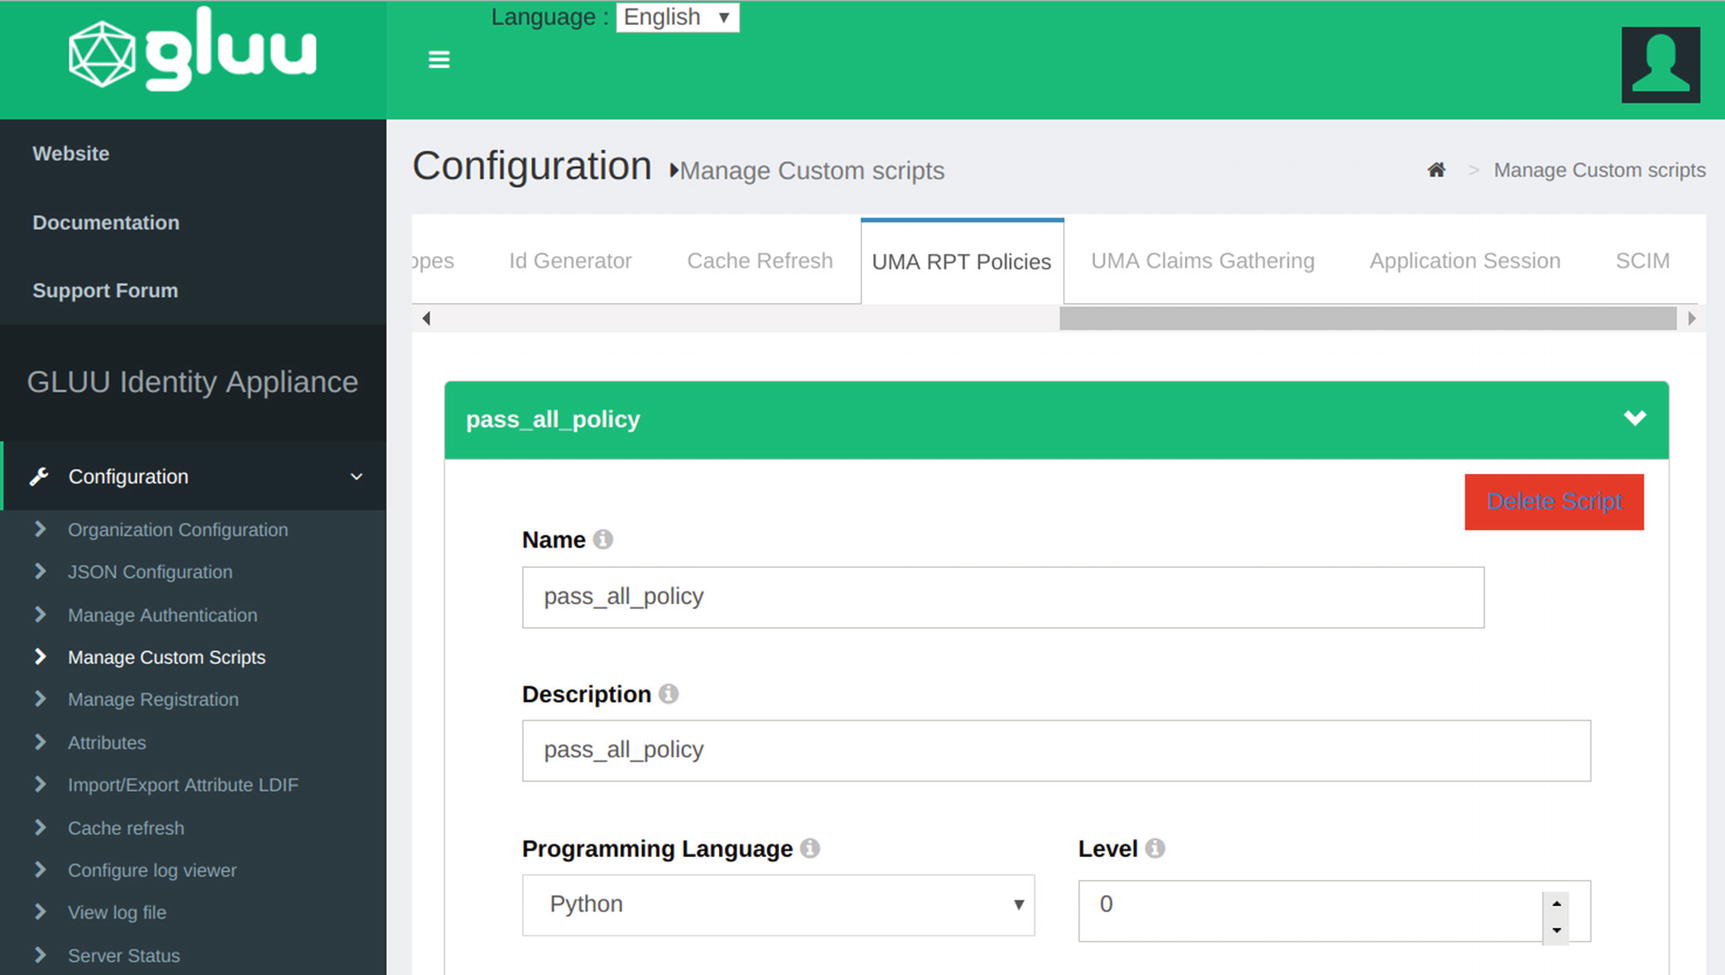 gluu
Language : English
Website
Documentation
Support Forum
GLUU Identity Appliance
Configuration
Organization Configuration
JSON Configuration
Manage Authentication
Manage Custom Scripts
Manage Registration
Attributes
Import/Export Attribute LDIF
Cache refresh
Configure log viewer
View log file
Server Status
Configuration Manage Custom scripts
> Manage Custom scripts
opes Id Generator Cache Refresh UMA RPT Policies UMA Claims Gathering Application Session SCIM
pass_all_policy
Delete Script
Name
pass_all_policy
Description
pass_all_policy
Programming Language Level
Python 0